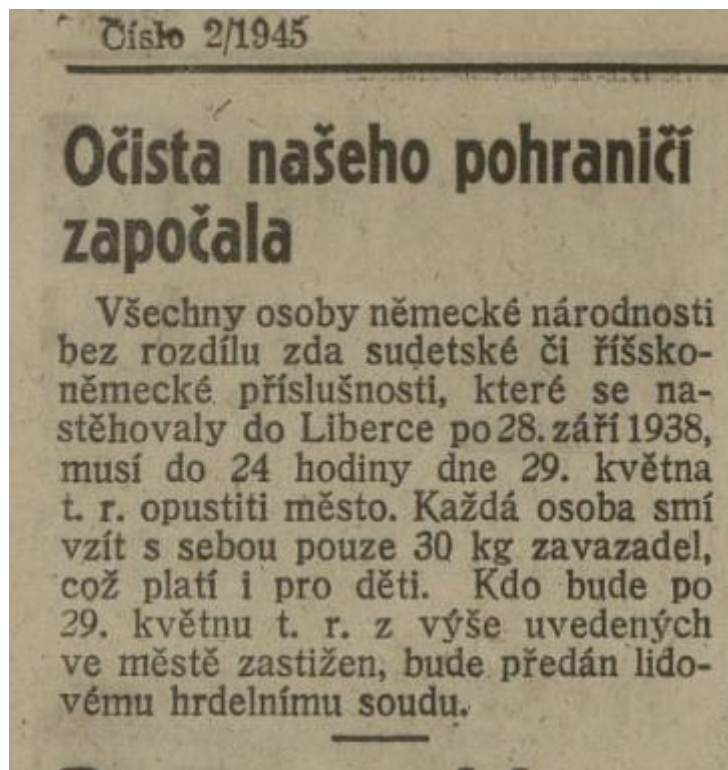 Číslo 2/1945
Očista našeho pohraničí
započala
Všechny osoby německé národnosti
bez rozdílu zda sudetské či říšsko-
německé příslušnosti, které se na-
stěhovaly do Liberce po 28. září 1938,
musí do 24 hodiny dne 29. května
t. r. opustiti město. Každá osoba smí
vzít s sebou pouze 30 kg zavazadel,
což platí i pro děti. Kdo bude po
29. květnu t. r. z výše uvedených
ve městě zastižen, bude předán lido-
vému hrdelnímu soudu.